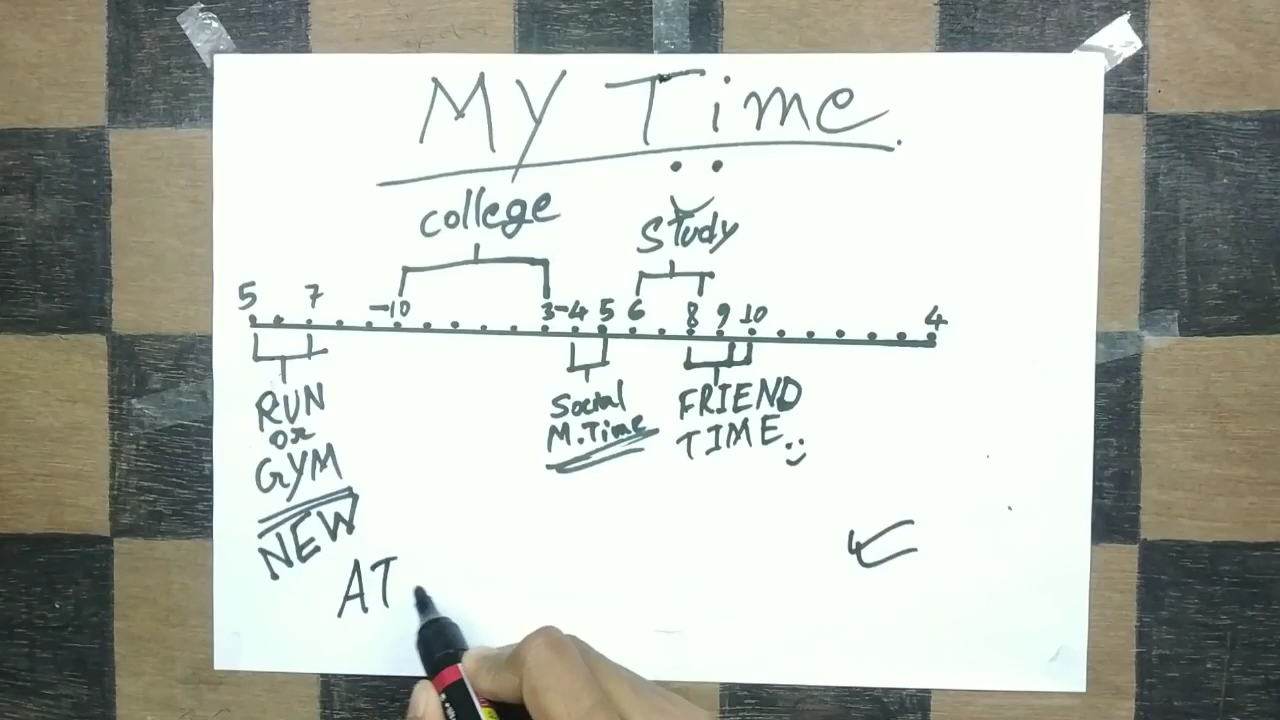 My Time.
college
Study
5 7 -10 3-4 5 6 8 9 10 4
RUN
or
GYM
NEW
Social
M.Time
FRIEND
TIME
AT